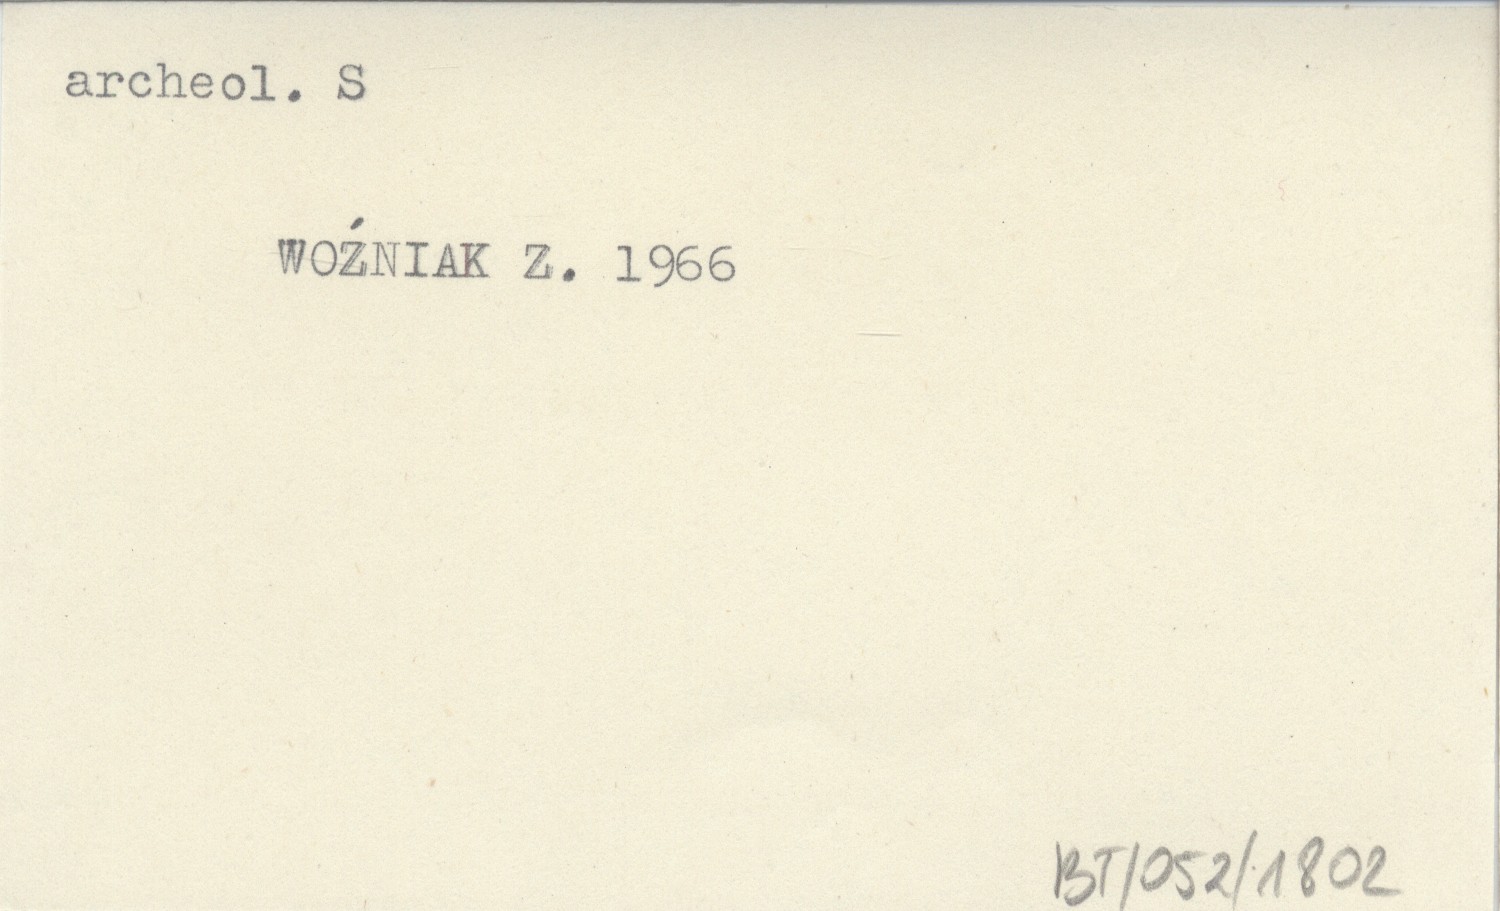 archeol. S
WOŹNIAK Z. 1966
BT/052/1802